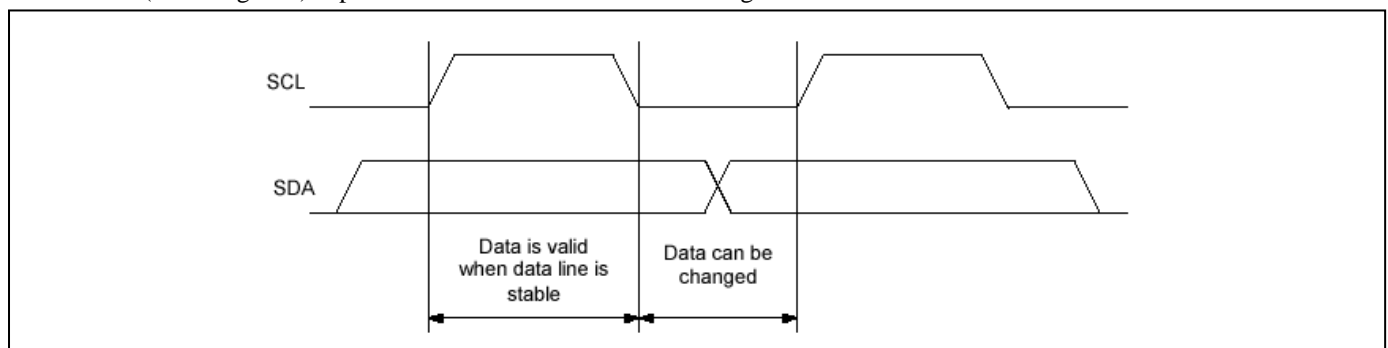 SCL
SDA
Data is valid
when data line is
stable
Data can be
changed